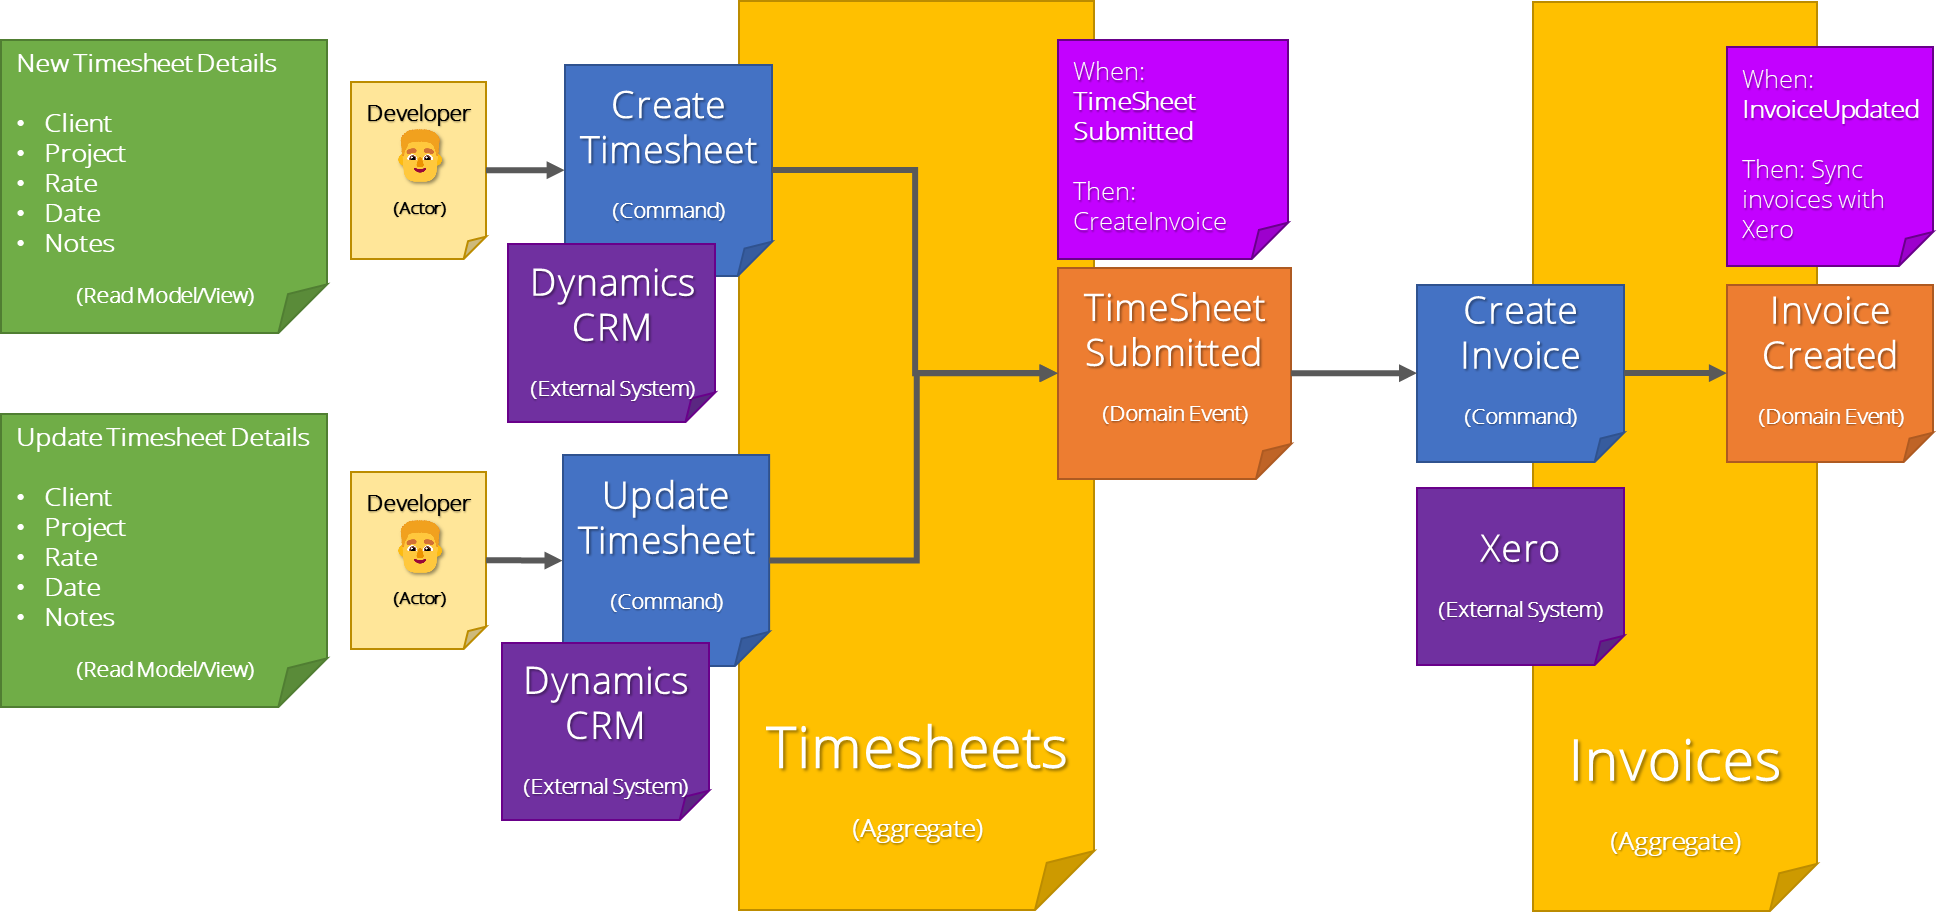 New Timesheet Details
• Client
• Project
• Rate
• Date
• Notes
(Read Model/View)
Developer
(Actor)
Create
Timesheet
(Command)
Dynamics
CRM
(External System)
Update Timesheet Details
• Client
• Project
• Rate
• Date
• Notes
(Read Model/View)
Developer
(Actor)
Update
Timesheet
(Command)
Dynamics
CRM
(External System)
Timesheets
(Aggregate)
When:
TimeSheet
Submitted
Then:
CreateInvoice
TimeSheet
Submitted
(Domain Event)
Create
Invoice
(Command)
Xero
(External System)
Invoices
(Aggregate)
When:
InvoiceUpdated
Then: Sync
invoices with
Xero
Invoice
Created
(Domain Event)